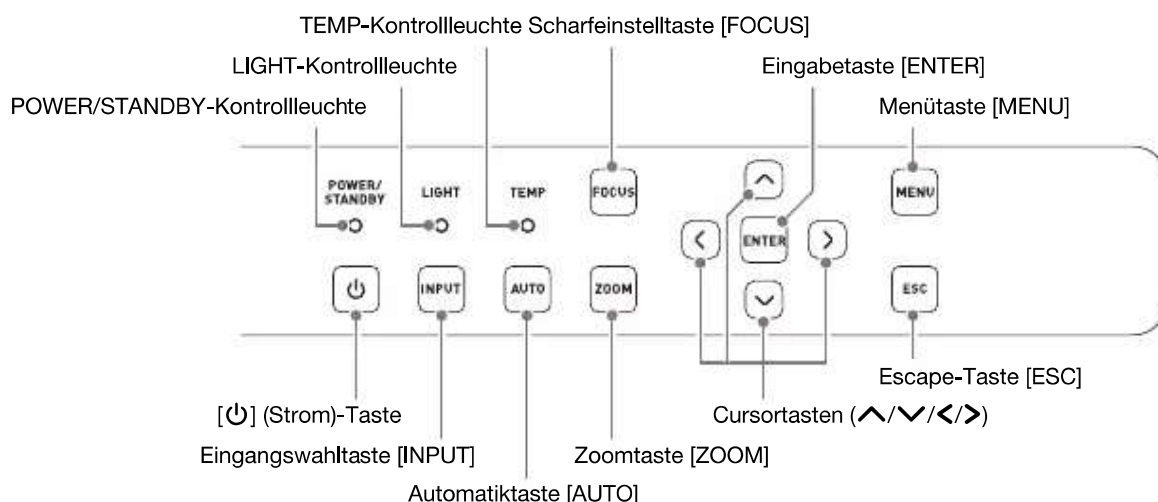 TEMP-Kontrollleuchte Scharfeinstelltaste [FOCUS]
LIGHT-Kontrollleuchte
Eingabetaste [ENTER]
POWER/STANDBY-Kontrollleuchte
Menütaste [MENU]
POWER/
STANDBY
LIGHT
TEMP
FOCUS
MENU
ENTER
INPUT
AUTO
ZOOM
ESC
Escape-Taste [ESC]
[⏻] (Strom)-Taste
Cursortasten (∧/∨/</>)
Eingangswahltaste [INPUT]
Zoomtaste [ZOOM]
Automatiktaste [AUTO]